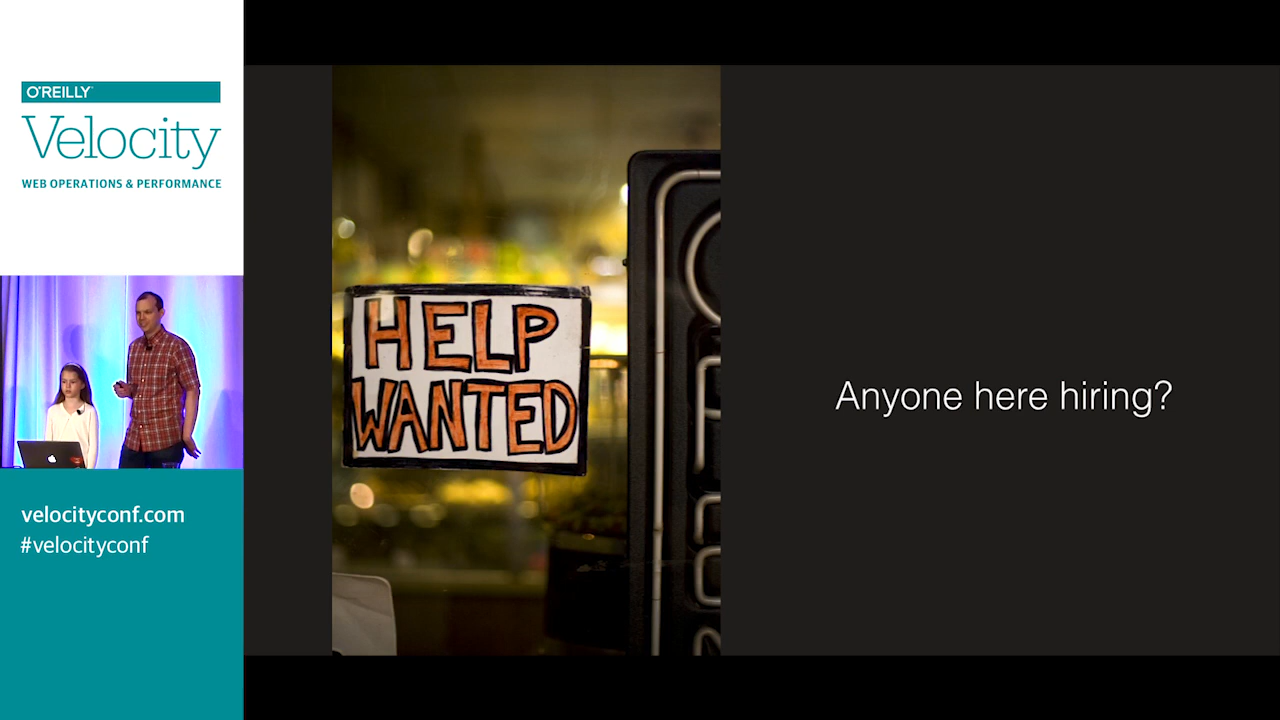 O'REILLY
Velocity
WEB OPERATIONS & PERFORMANCE
velocityconf.com
#velocityconf
HELP
WANTED
Anyone here hiring?